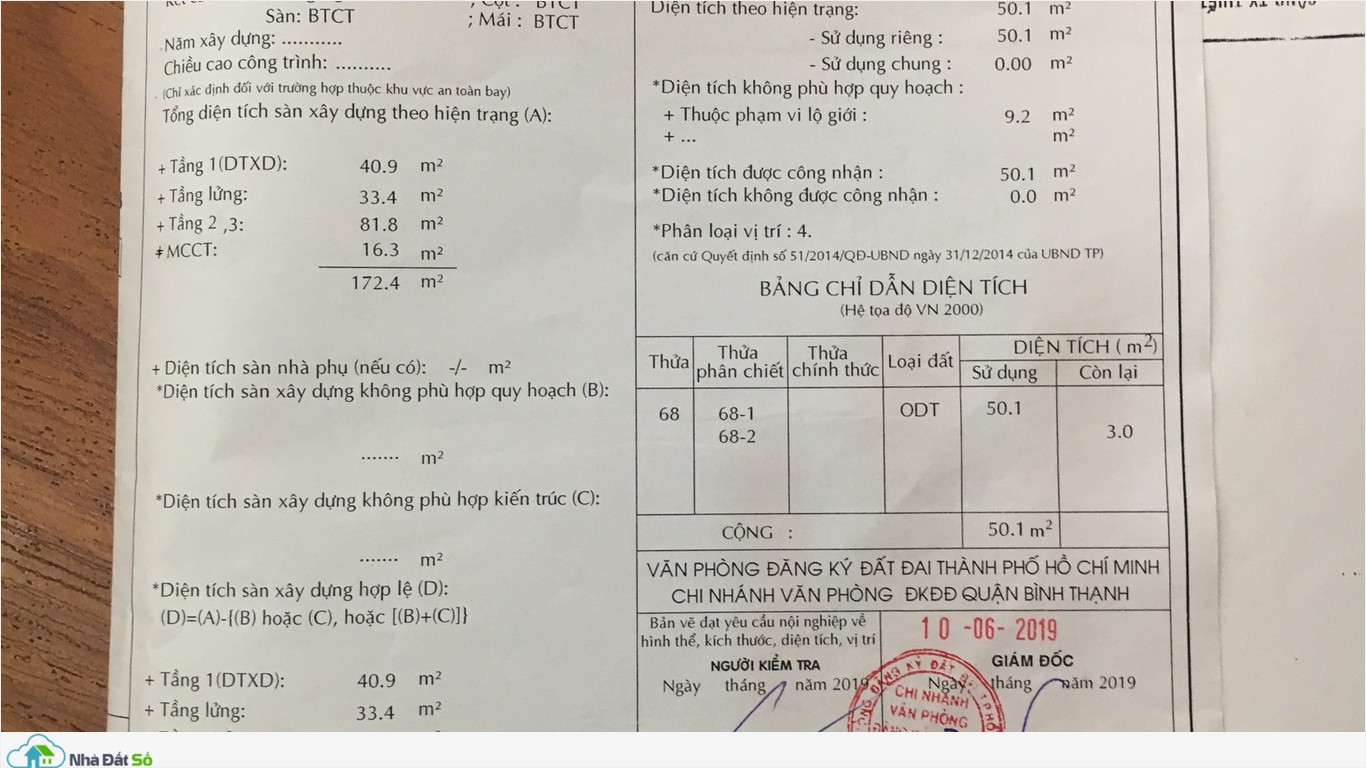 ; Cột : BTCT
Sàn: BTCT ; Mái : BTCT
Năm xây dựng: ............
Chiều cao công trình: ..........
(Chỉ xác định đối với trường hợp thuộc khu vực an toàn bay)
Tổng diện tích sàn xây dựng theo hiện trạng (A):
+ Tầng 1(DTXD): 40.9 m²
+ Tầng lửng: 33.4 m²
+ Tầng 2 ,3: 81.8 m²
+ MCCT: 16.3 m²
172.4 m²
+ Diện tích sàn nhà phụ (nếu có): -/- m²
*Diện tích sàn xây dựng không phù hợp quy hoạch (B):
....... m²
*Diện tích sàn xây dựng không phù hợp kiến trúc (C):
....... m²
*Diện tích sàn xây dựng hợp lệ (D):
(D)=(A)-{(B) hoặc (C), hoặc [(B)+(C)]}
+ Tầng 1(DTXD): 40.9 m²
+ Tầng lửng: 33.4 m²
Diện tích theo hiện trạng: 50.1 m²
- Sử dụng riêng : 50.1 m²
- Sử dụng chung : 0.00 m²
*Diện tích không phù hợp quy hoạch :
+ Thuộc phạm vi lộ giới : 9.2 m²
+ ... m²
*Diện tích được công nhận : 50.1 m²
*Diện tích không được công nhận : 0.0 m²
*Phân loại vị trí : 4.
(căn cứ Quyết định số 51/2014/QĐ-UBND ngày 31/12/2014 của UBND TP)
BẢNG CHỈ DẪN DIỆN TÍCH
(Hệ tọa độ VN 2000)
Thửa Thửa phân chiết Thửa chính thức Loại đất DIỆN TÍCH ( m²)
Sử dụng Còn lại
68 68-1 ODT 50.1
68-2 3.0
CỘNG : 50.1 m²
VĂN PHÒNG ĐĂNG KÝ ĐẤT ĐAI THÀNH PHỐ HỒ CHÍ MINH
CHI NHÁNH VĂN PHÒNG ĐKĐĐ QUẬN BÌNH THẠNH
Bản vẽ đạt yêu cầu nội nghiệp về
hình thể, kích thước, diện tích, vị trí
NGƯỜI KIỂM TRA
Ngày tháng năm 2019
10 -06- 2019
GIÁM ĐỐC
Ngày tháng năm 2019
CHI NHÁNH
VĂN PHÒNG
Nhà Đất Số